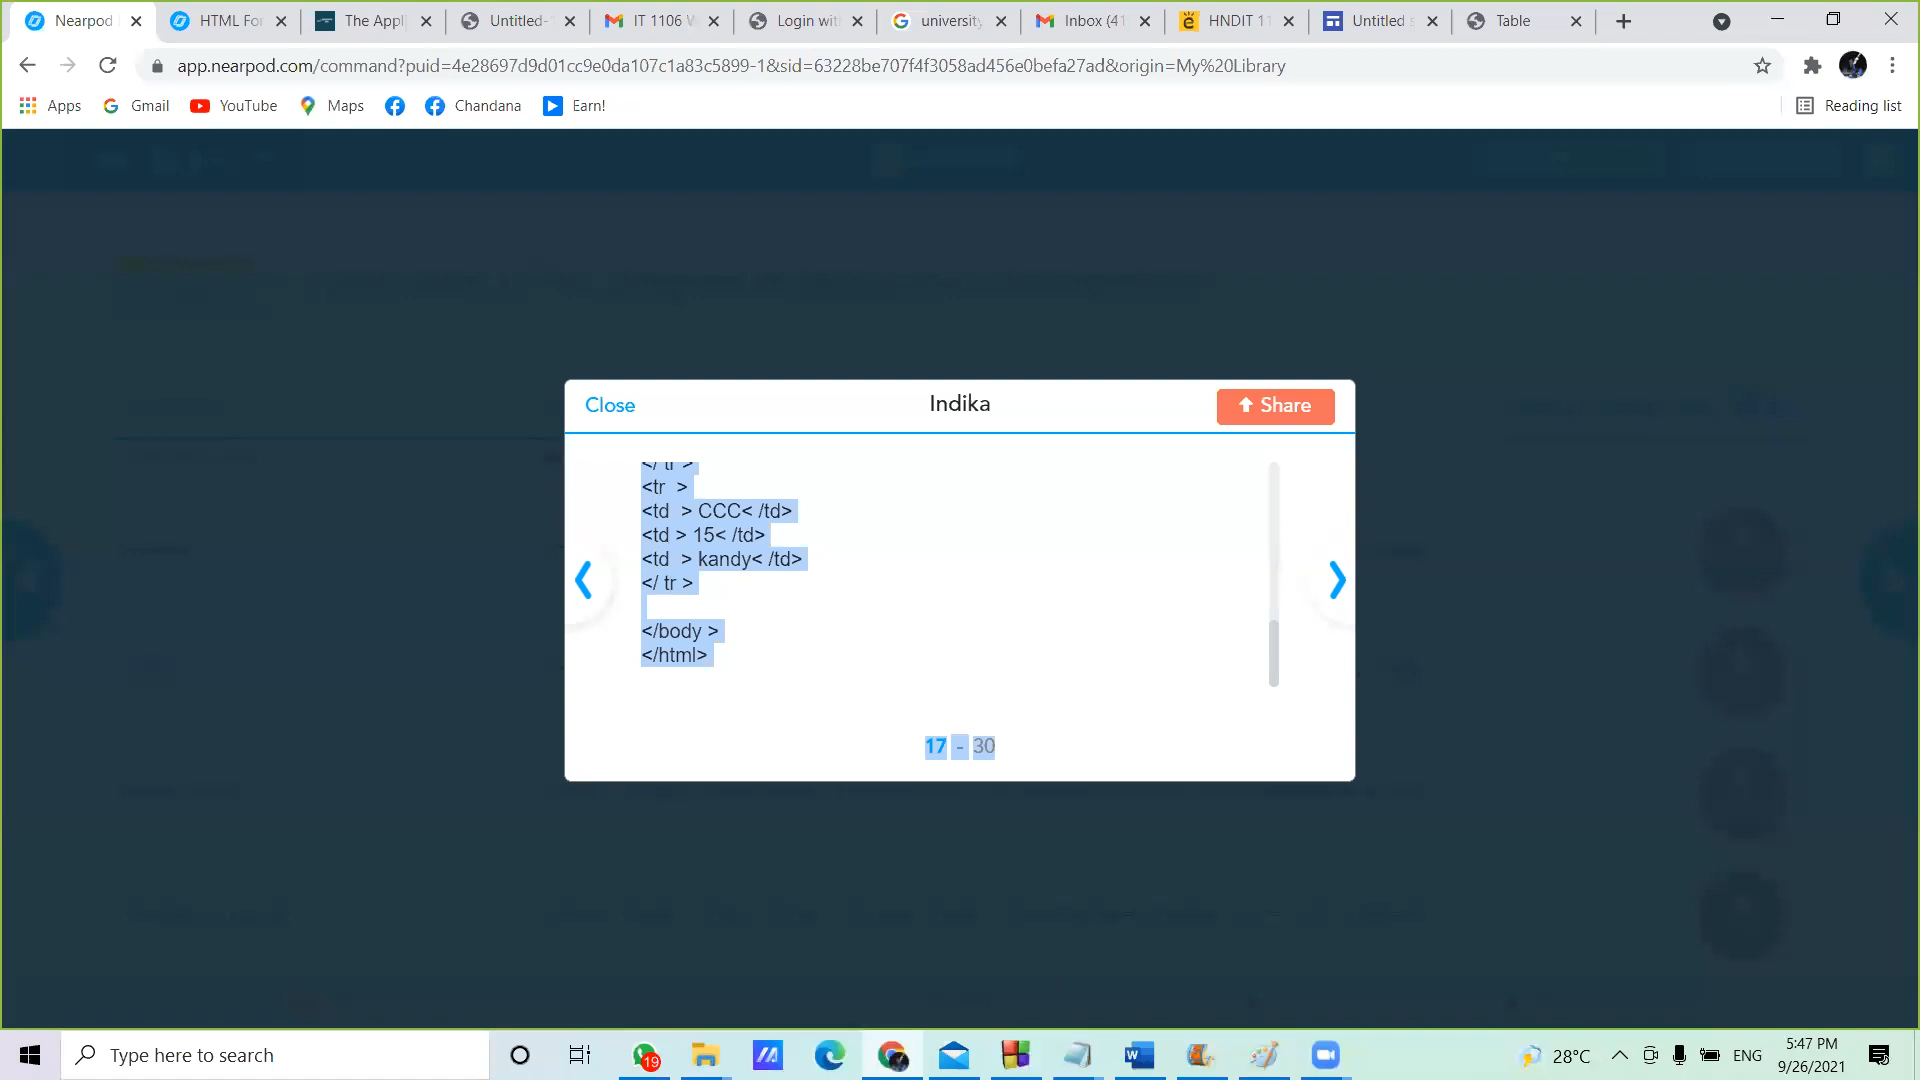 Nearpod
HTML For
The Appl
Untitled-
IT 1106 W
Login wit
university
Inbox (41
HNDIT 11
Untitled s
Table
app.nearpod.com/command?puid=4e28697d9d01cc9e0da107c1a83c5899-1&sid=63228be707f4f3058ad456e0befa27ad&origin=My%20Library
Apps
Gmail
YouTube
Maps
Chandana
Earn!
Reading list
Close
Indika
Share
</ tr >
<tr  >
<td  > CCC< /td>
<td > 15< /td>
<td  > kandy< /td>
</ tr >
</body >
</html>
17 - 30
Type here to search
19
28°C
ENG
5:47 PM
9/26/2021